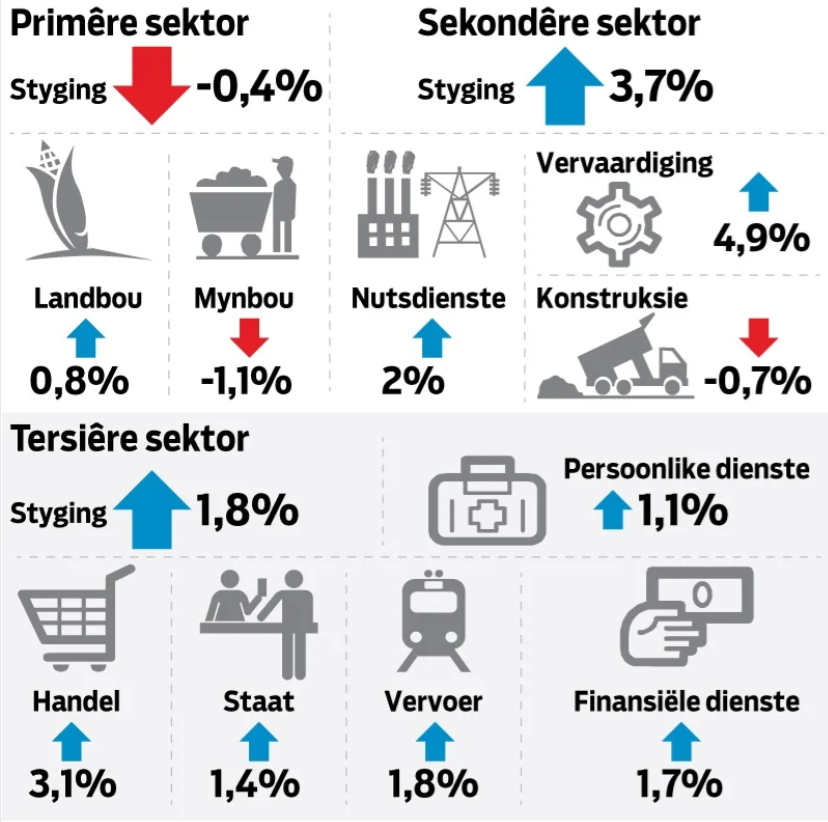 Primêre sektor
Styging -0,4%
Sekondêre sektor
Styging 3,7%
Landbou
0,8%
Mynbou
-1,1%
Nutsdienste
2%
Vervaardiging
4,9%
Konstruksie
-0,7%
Tersiêre sektor
Styging 1,8%
Persoonlike dienste
1,1%
Handel
3,1%
Staat
1,4%
Vervoer
1,8%
0
Finansiële dienste
1,7%